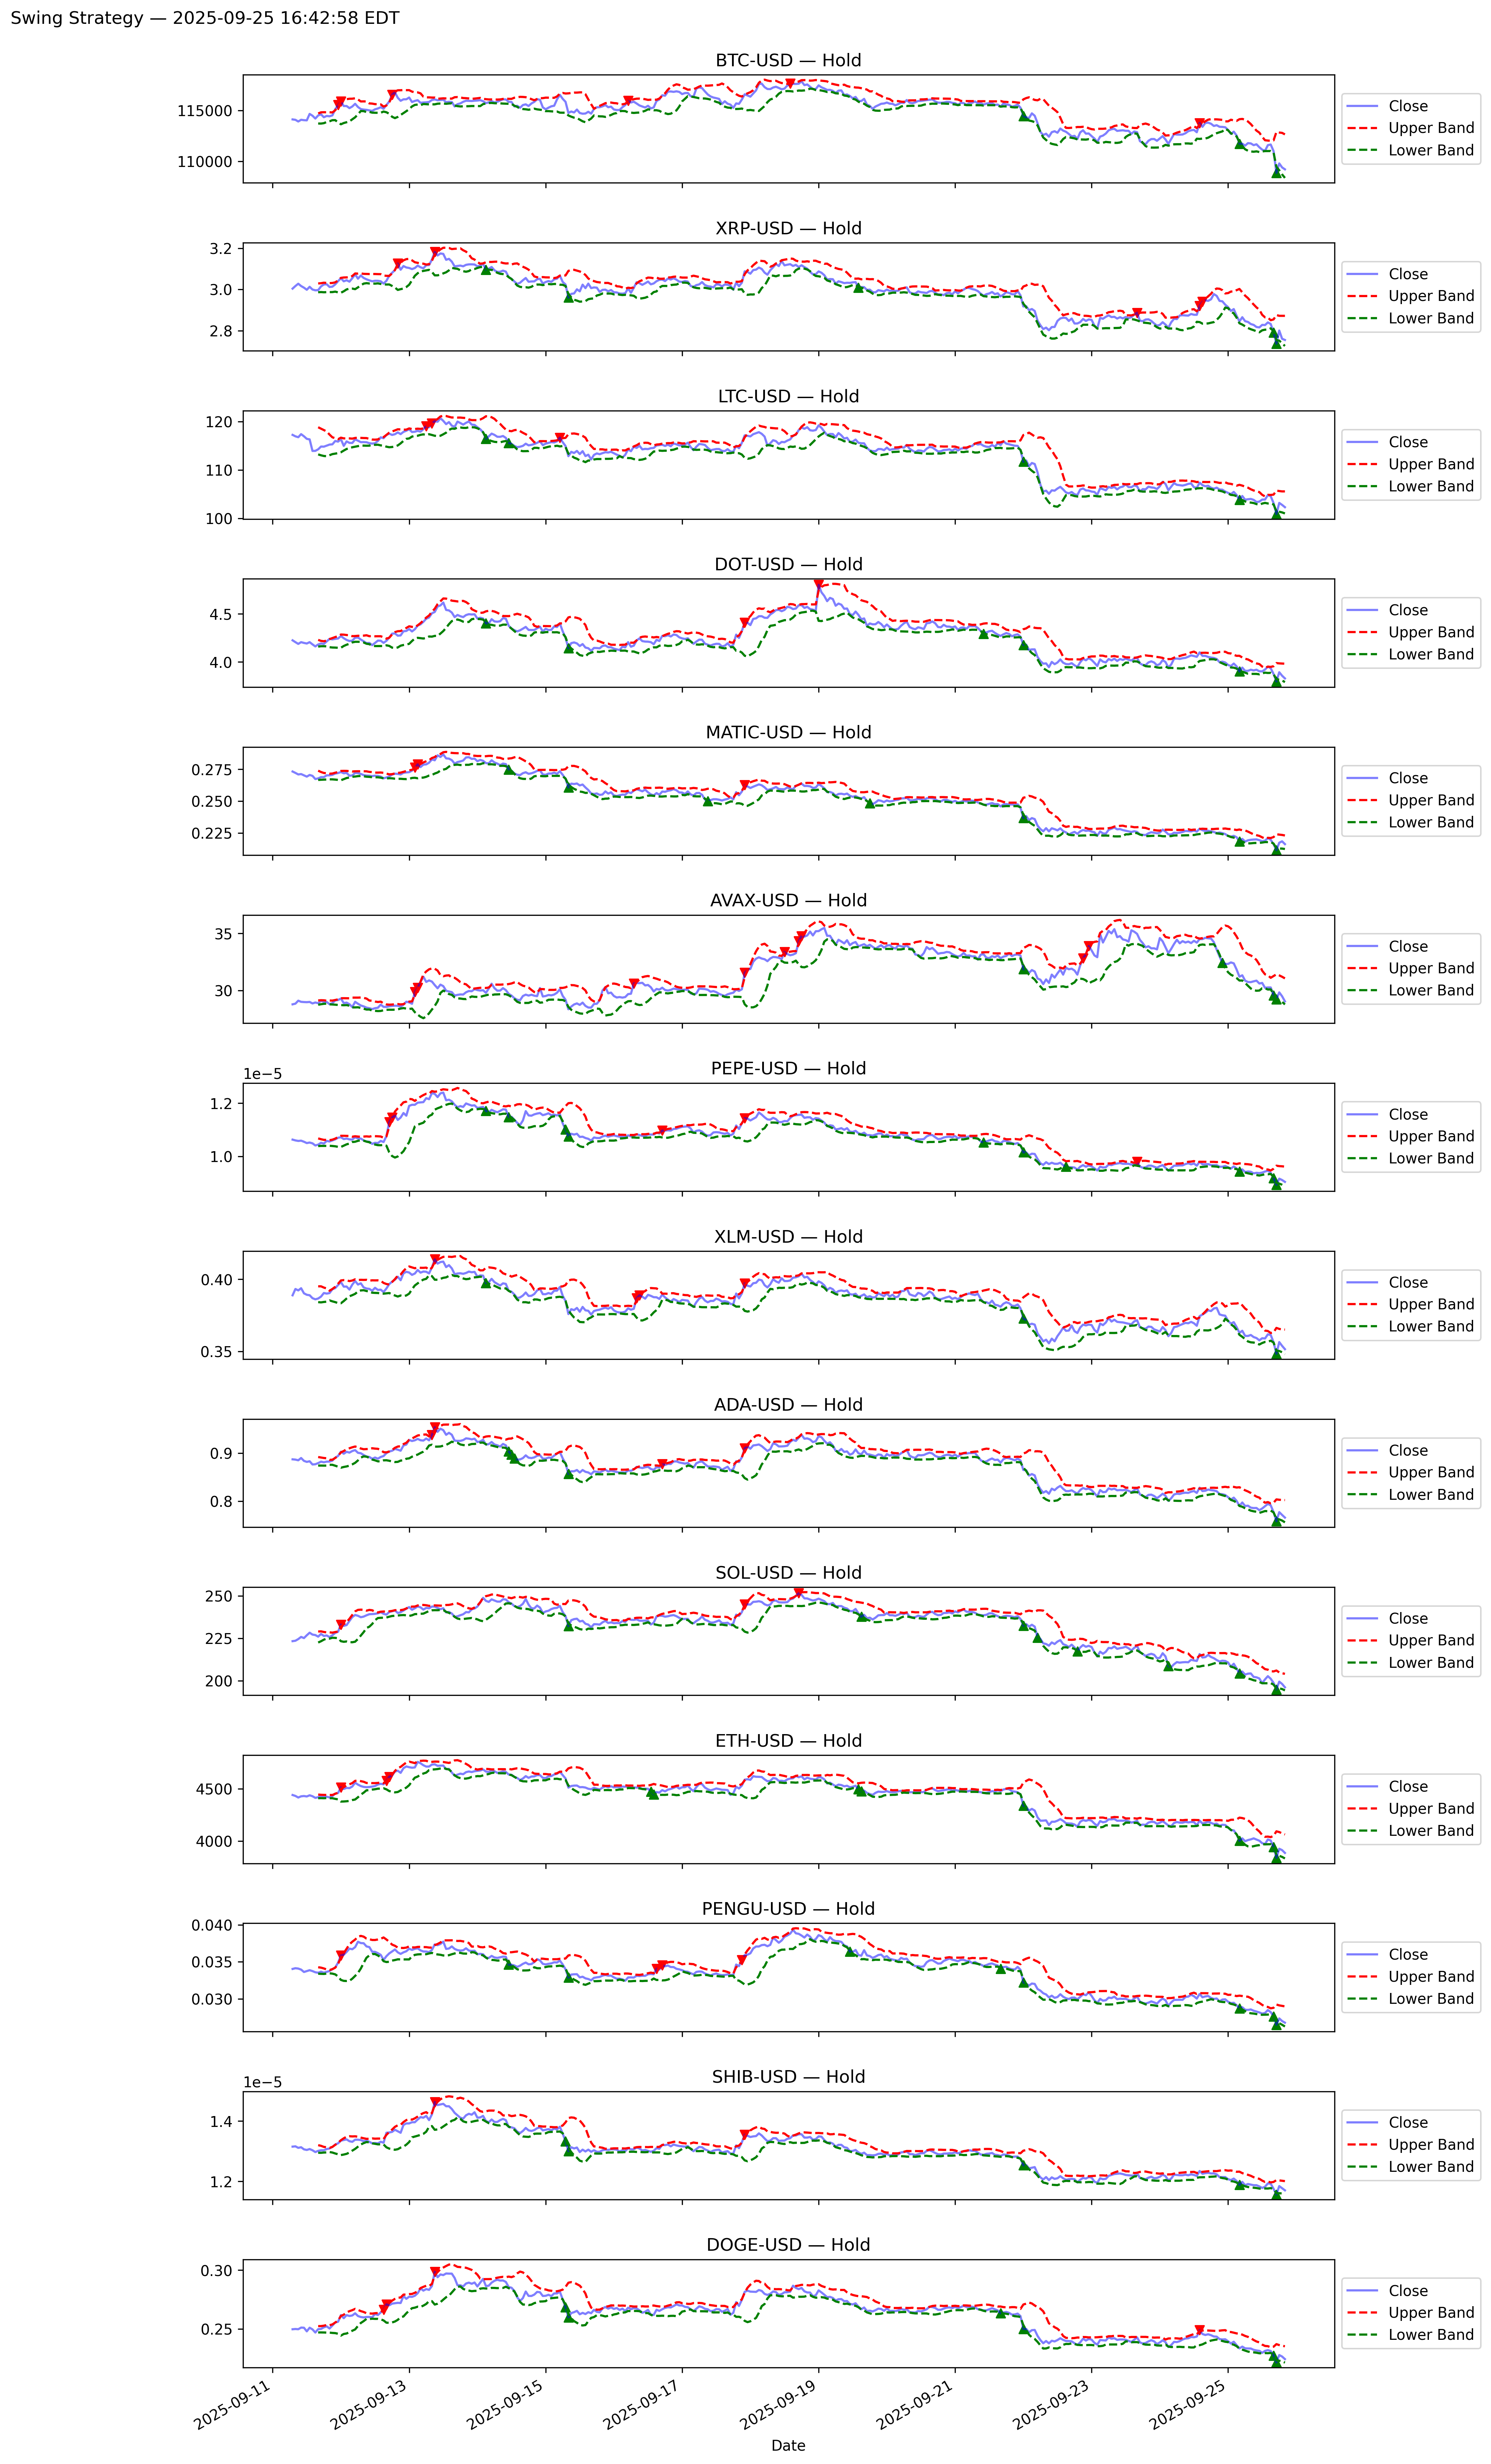 Swing Strategy — 2025-09-25 16:42:58 EDT
BTC-USD — Hold
115000
110000
Close
Upper Band
Lower Band
XRP-USD — Hold
3.2
3.0
2.8
Close
Upper Band
Lower Band
LTC-USD — Hold
120
110
100
Close
Upper Band
Lower Band
DOT-USD — Hold
4.5
4.0
Close
Upper Band
Lower Band
MATIC-USD — Hold
0.275
0.250
0.225
Close
Upper Band
Lower Band
AVAX-USD — Hold
35
30
Close
Upper Band
Lower Band
PEPE-USD — Hold
1e−5
1.2
1.0
Close
Upper Band
Lower Band
XLM-USD — Hold
0.40
0.35
Close
Upper Band
Lower Band
ADA-USD — Hold
0.9
0.8
Close
Upper Band
Lower Band
SOL-USD — Hold
250
225
200
Close
Upper Band
Lower Band
ETH-USD — Hold
4500
4000
Close
Upper Band
Lower Band
PENGU-USD — Hold
0.040
0.035
0.030
Close
Upper Band
Lower Band
SHIB-USD — Hold
1e−5
1.4
1.2
Close
Upper Band
Lower Band
DOGE-USD — Hold
0.30
0.25
Close
Upper Band
Lower Band
2025-09-11
2025-09-13
2025-09-15
2025-09-17
2025-09-19
2025-09-21
2025-09-23
2025-09-25
Date